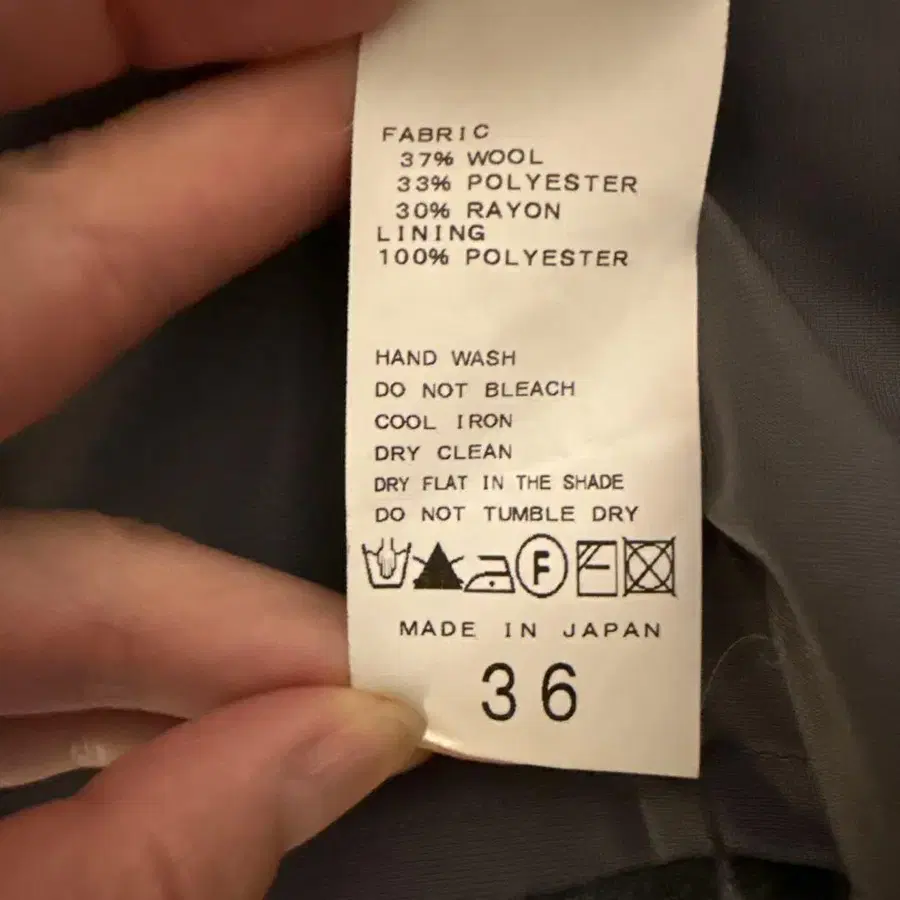 FABRIC
37% WOOL
33% POLYESTER
30% RAYON
LINING
100% POLYESTER
HAND WASH
DO NOT BLEACH
COOL IRON
DRY CLEAN
DRY FLAT IN THE SHADE
DO NOT TUMBLE DRY
F
MADE IN JAPAN
36